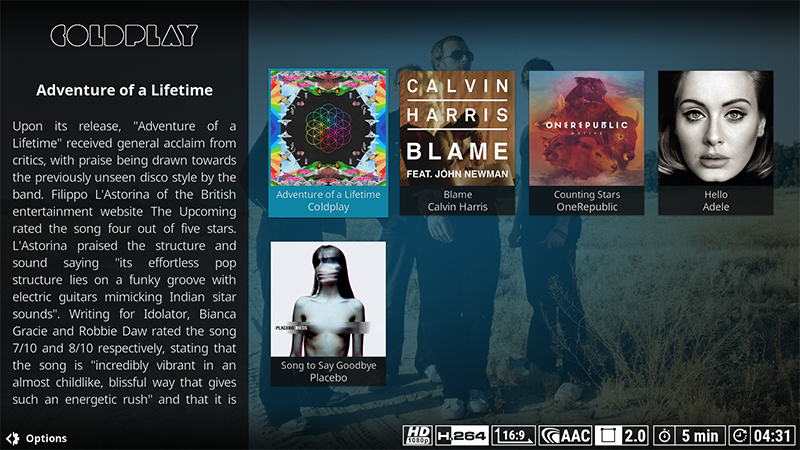 COLDPLAY
Adventure of a Lifetime
Upon its release, "Adventure of a
Lifetime" received general acclaim from
critics, with praise being drawn towards
the previously unseen disco style by the
band. Filippo L'Astorina of the British
entertainment website The Upcoming
rated the song four out of five stars.
L'Astorina praised the structure and
sound saying "its effortless pop
structure lies on a funky groove with
electric guitars mimicking Indian sitar
sounds". Writing for Idolator, Bianca
Gracie and Robbie Daw rated the song
7/10 and 8/10 respectively, stating that
the song is "incredibly vibrant in an
almost childlike, blissful way that gives
such an energetic rush" and that it is
Options
Adventure of a Lifetime
Coldplay
CALVIN
HARRIS
BLAME
FEAT. JOHN NEWMAN
Blame
Calvin Harris
ONEREPUBLIC
NATIVE
Counting Stars
OneRepublic
Hello
Adele
PLACEBO MEDS
Song to Say Goodbye
Placebo
HD
1080p
H.264
16:9
AAC
2.0
5 min
04:31